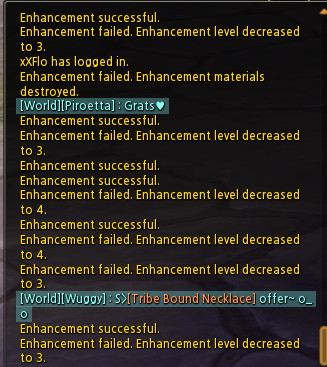 Enhancement successful.
Enhancement failed. Enhancement level decreased
to 3.
xXFlo has logged in.
Enhancement failed. Enhancement materials
destroyed.
[World][Piroetta] : Grats♥
Enhancement successful.
Enhancement failed. Enhancement level decreased
to 3.
Enhancement successful.
Enhancement successful.
Enhancement failed. Enhancement level decreased
to 4.
Enhancement successful.
Enhancement failed. Enhancement level decreased
to 4.
Enhancement failed. Enhancement level decreased
to 3.
[World][Wuggy] : S>[Tribe Bound Necklace] offer~ o_
o
Enhancement successful.
Enhancement failed. Enhancement level decreased
to 3.